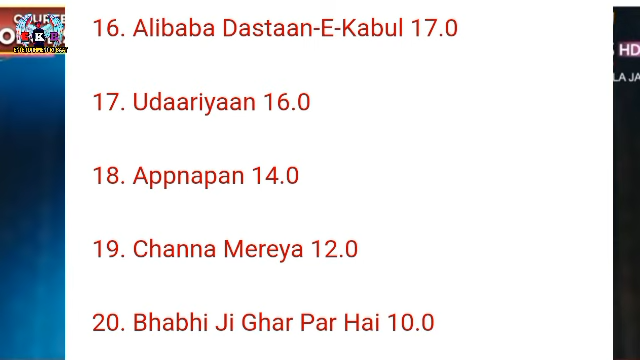 EKB
16. Alibaba Dastaan-E-Kabul 17.0
HD
17. Udaariyaan 16.0
18. Appnapan 14.0
19. Channa Mereya 12.0
20. Bhabhi Ji Ghar Par Hai 10.0